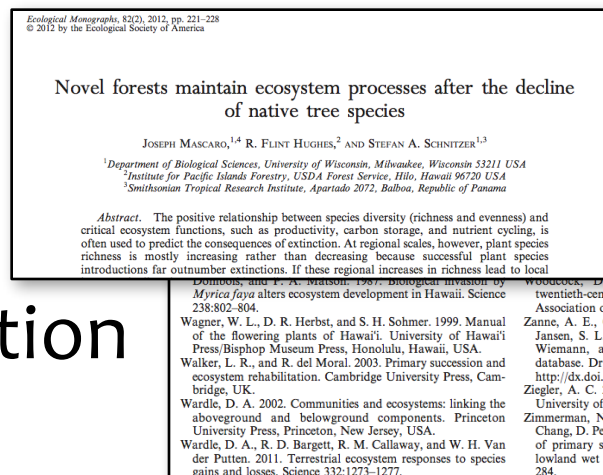 Ecological Monographs, 82(2), 2012, pp. 221–228
© 2012 by the Ecological Society of America
Novel forests maintain ecosystem processes after the decline
of native tree species
JOSEPH MASCARO,1,4 R. FLINT HUGHES,2 AND STEFAN A. SCHNITZER1,3
1Department of Biological Sciences, University of Wisconsin, Milwaukee, Wisconsin 53211 USA
2Institute for Pacific Islands Forestry, USDA Forest Service, Hilo, Hawaii 96720 USA
3Smithsonian Tropical Research Institute, Apartado 2072, Balboa, Republic of Panama
Abstract. The positive relationship between species diversity (richness and evenness) and
critical ecosystem functions, such as productivity, carbon storage, and nutrient cycling, is
often used to predict the consequences of extinction. At regional scales, however, plant species
richness is mostly increasing rather than decreasing because successful plant species
introductions far outnumber extinctions. If these regional increases in richness lead to local
tion
Dombois, and P. A. Matson. 1987. Biological invasion by
Myrica faya alters ecosystem development in Hawaii. Science
238:802–804.
Wagner, W. L., D. R. Herbst, and S. H. Sohmer. 1999. Manual
of the flowering plants of Hawai'i. University of Hawai'i
Press/Bisphop Museum Press, Honolulu, Hawaii, USA.
Walker, L. R., and R. del Moral. 2003. Primary succession and
ecosystem rehabilitation. Cambridge University Press, Cam-
bridge, UK.
Wardle, D. A. 2002. Communities and ecosystems: linking the
aboveground and belowground components. Princeton
University Press, Princeton, New Jersey, USA.
Wardle, D. A., R. D. Bargett, R. M. Callaway, and W. H. Van
der Putten. 2011. Terrestrial ecosystem responses to species
gains and losses. Science 332:1273–1277.
Woodcock, D
twentieth-cen
Association o
Zanne, A. E.,
Jansen, S. L
Wiemann, a
database. Dr
http://dx.doi.
Ziegler, A. C.
University of
Zimmerman, N
Chang, D. Pe
of primary s
lowland wet
284.